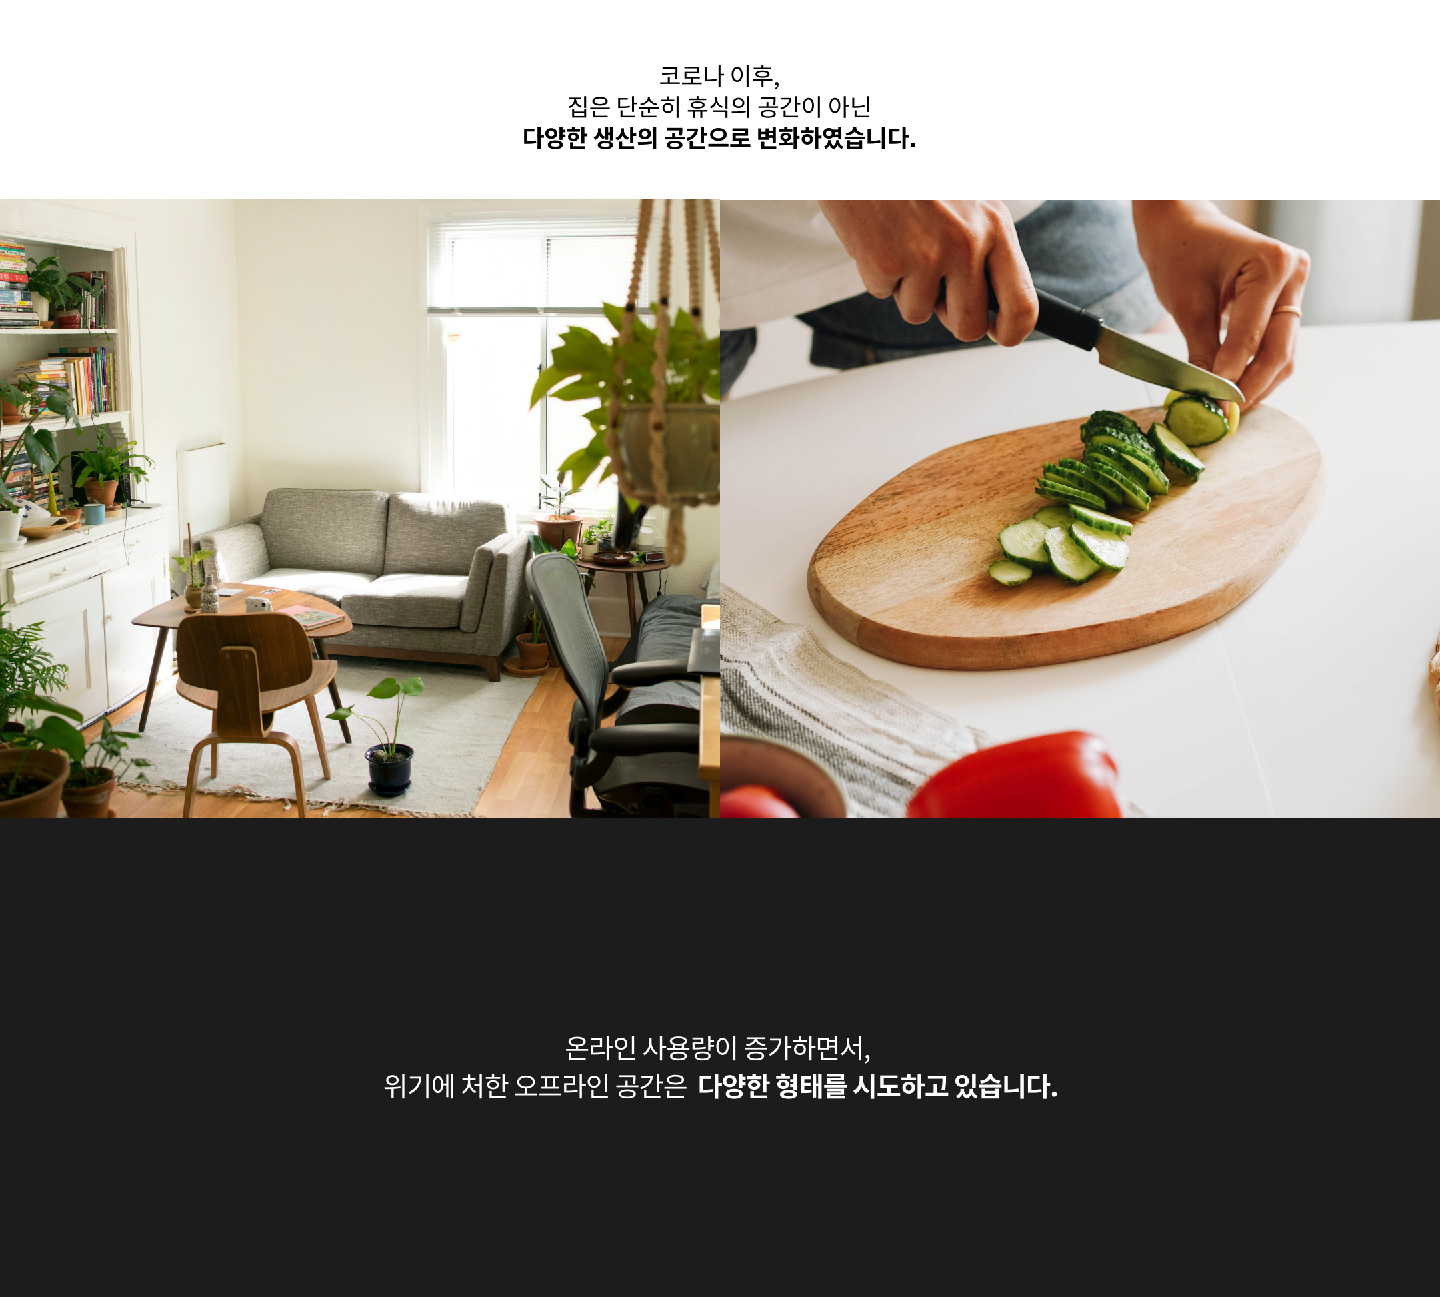 코로나 이후,
집은 단순히 휴식의 공간이 아닌
다양한 생산의 공간으로 변화하였습니다.
온라인 사용량이 증가하면서,
위기에 처한 오프라인 공간은 다양한 형태를 시도하고 있습니다.